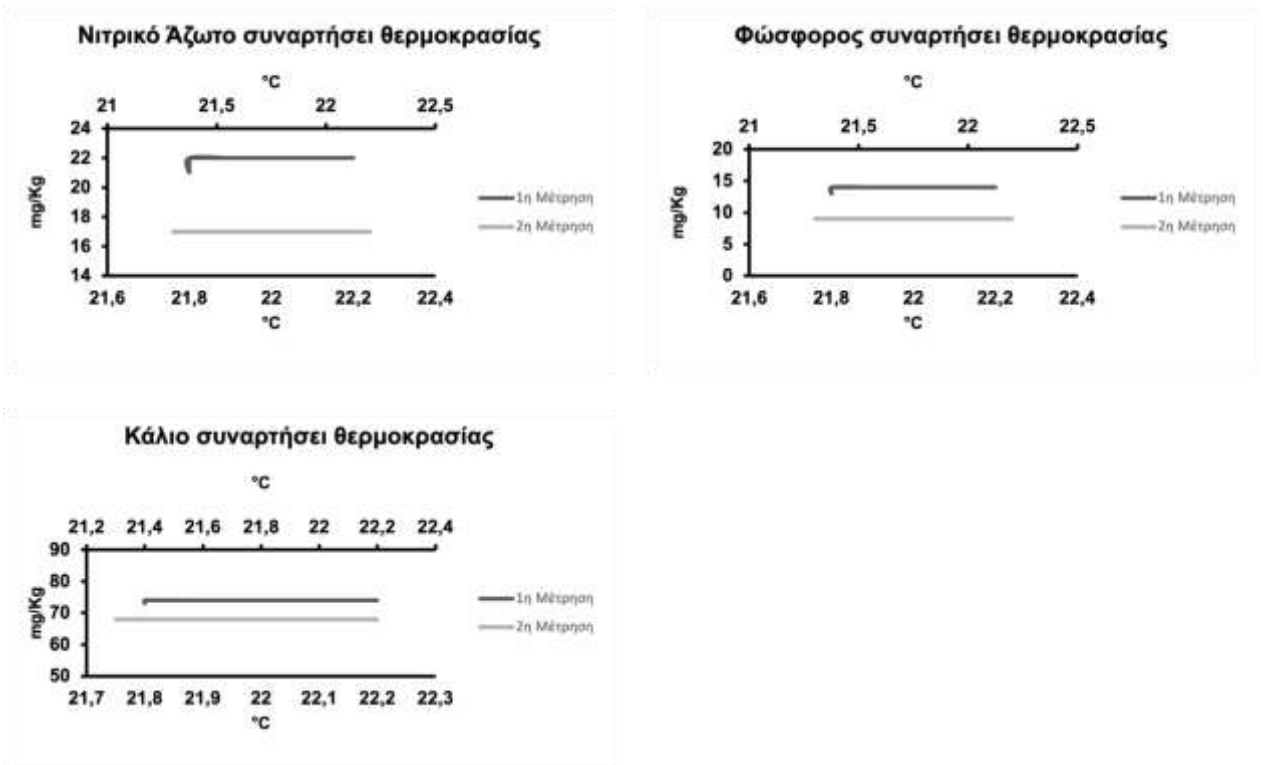 Νιτρικό Άζωτο συναρτήσει θερμοκρασίας
°C
21 21,5 22 22,5
24
22
20
18
16
14
mg/Kg
21,6 21,8 22 22,2 22,4
°C
1η Μέτρηση
2η Μέτρηση
Φώσφορος συναρτήσει θερμοκρασίας
°C
21 21,5 22 22,5
20
15
10
5
0
mg/Kg
21,6 21,8 22 22,2 22,4
°C
1η Μέτρηση
2η Μέτρηση
Κάλιο συναρτήσει θερμοκρασίας
°C
21,2 21,4 21,6 21,8 22 22,2 22,4
90
80
70
60
50
mg/Kg
21,7 21,8 21,9 22 22,1 22,2 22,3
°C
1η Μέτρηση
2η Μέτρηση